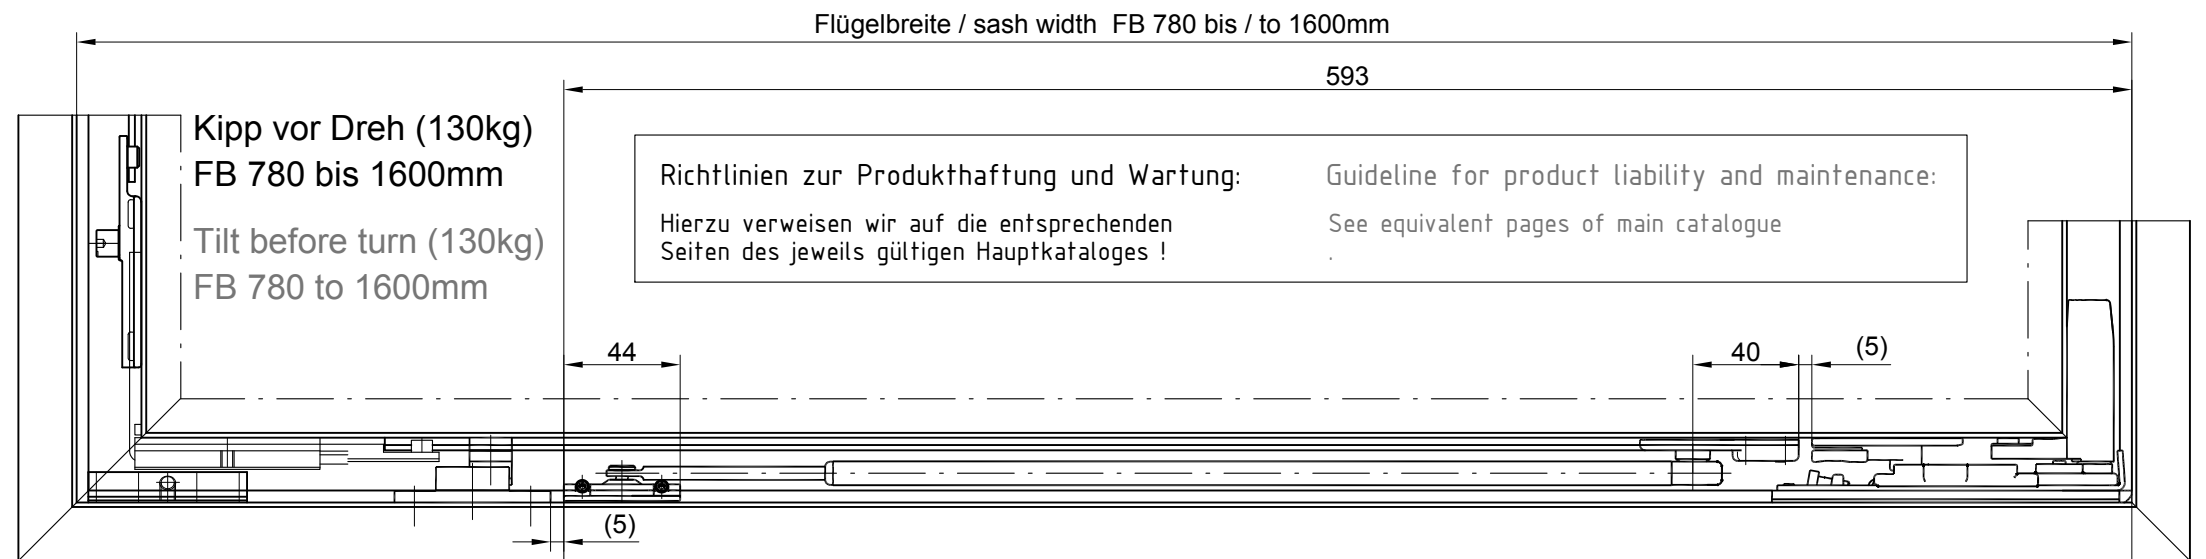 Flügelbreite / sash width FB 780 bis / to 1600mm
593
Kipp vor Dreh (130kg)
FB 780 bis 1600mm
Tilt before turn (130kg)
FB 780 to 1600mm
Richtlinien zur Produkthaftung und Wartung:
Hierzu verweisen wir auf die entsprechenden
Seiten des jeweils gültigen Hauptkataloges !
Guideline for product liability and maintenance:
See equivalent pages of main catalogue
.
44
40
(5)
(5)